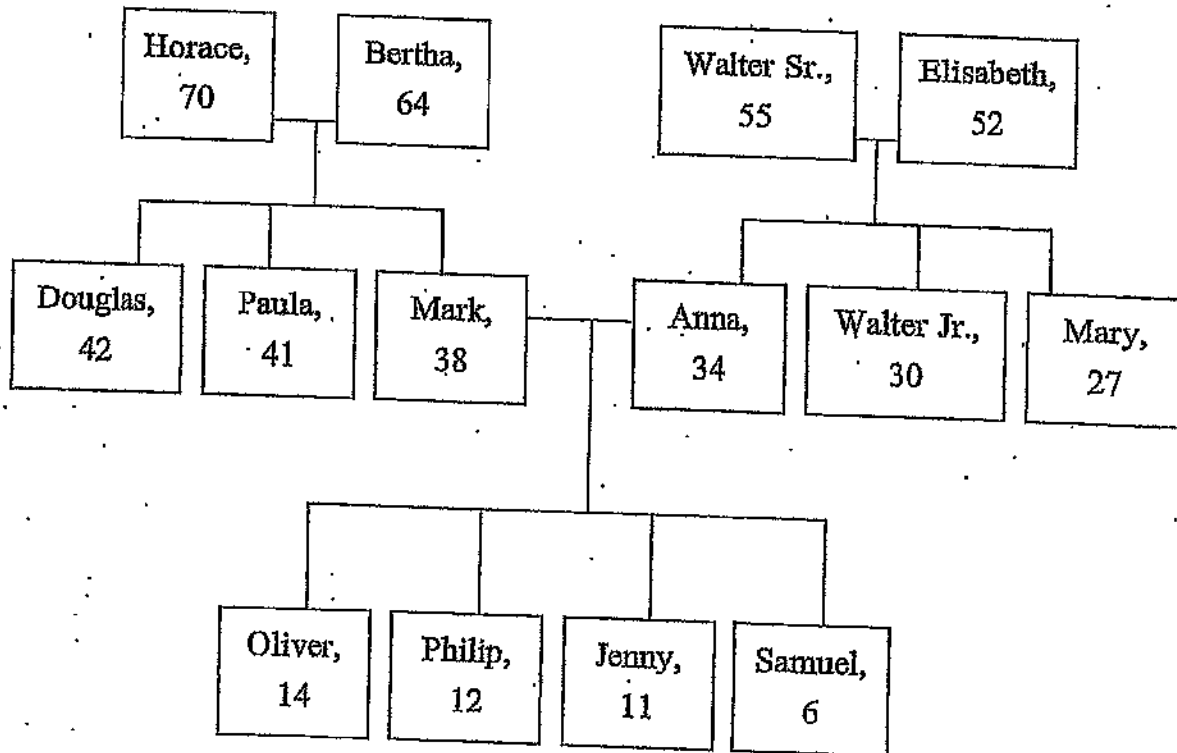 Horace,
70
Bertha,
64
Walter Sr.,
55
Elisabeth,
52
Douglas,
42
Paula,
41
Mark,
38
Anna,
34
Walter Jr.,
30
Mary,
27
Oliver,
14
Philip,
12
Jenny,
11
Samuel,
6